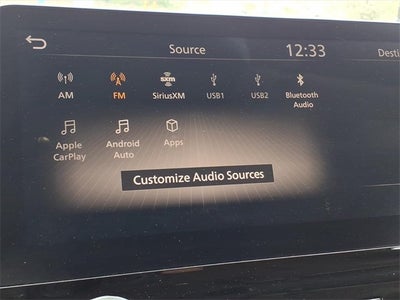 Source 12:33 Desti
AM FM SiriusXM USB1 USB2 Bluetooth Audio
Apple CarPlay Android Auto Apps
Customize Audio Sources